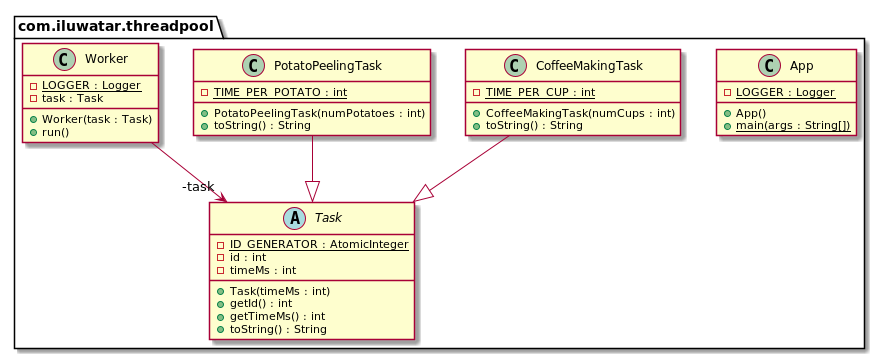 com.iluwatar.threadpool
C Worker
LOGGER : Logger
task : Task
Worker(task : Task)
run()
C PotatoPeelingTask
TIME_PER_POTATO : int
PotatoPeelingTask(numPotatoes : int)
toString() : String
C CoffeeMakingTask
TIME_PER_CUP : int
CoffeeMakingTask(numCups : int)
toString() : String
C App
LOGGER : Logger
App()
main(args : String[])
-task
A Task
ID_GENERATOR : AtomicInteger
id : int
timeMs : int
Task(timeMs : int)
getId() : int
getTimeMs() : int
toString() : String